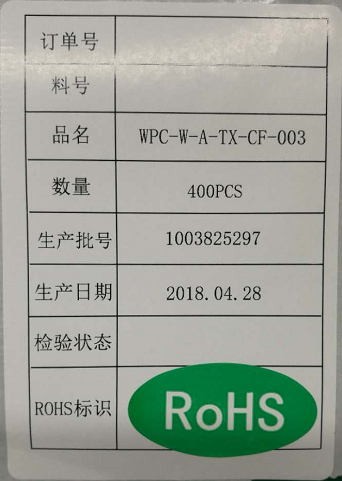 订单号
料号
品名 WPC-W-A-TX-CF-003
数量 400PCS
生产批号 1003825297
生产日期 2018.04.28
检验状态
ROHS标识 RoHS